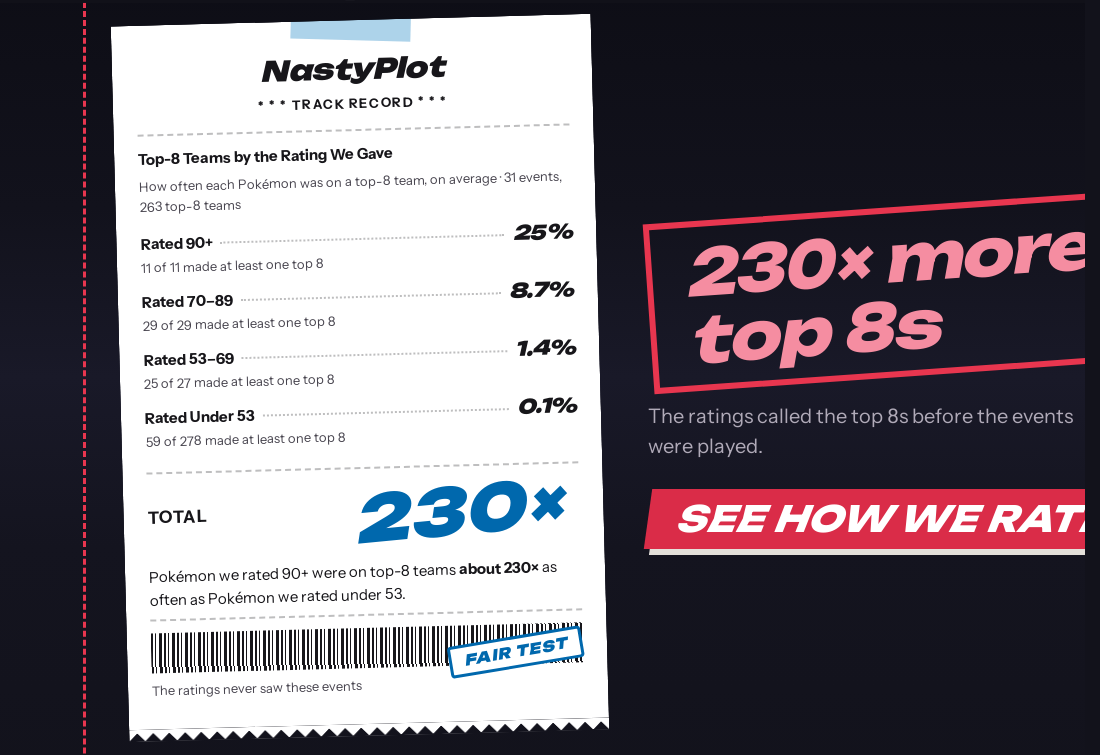 NastyPlot
* * * TRACK RECORD * * *
Top-8 Teams by the Rating We Gave
How often each Pokémon was on a top-8 team, on average · 31 events,
263 top-8 teams
Rated 90+ 25%
11 of 11 made at least one top 8
Rated 70–89 8.7%
29 of 29 made at least one top 8
Rated 53–69 1.4%
25 of 27 made at least one top 8
Rated Under 53 0.1%
59 of 278 made at least one top 8
TOTAL 230×
Pokémon we rated 90+ were on top-8 teams about 230× as
often as Pokémon we rated under 53.
FAIR TEST
The ratings never saw these events
230× more
top 8s
The ratings called the top 8s before the events
were played.
SEE HOW WE